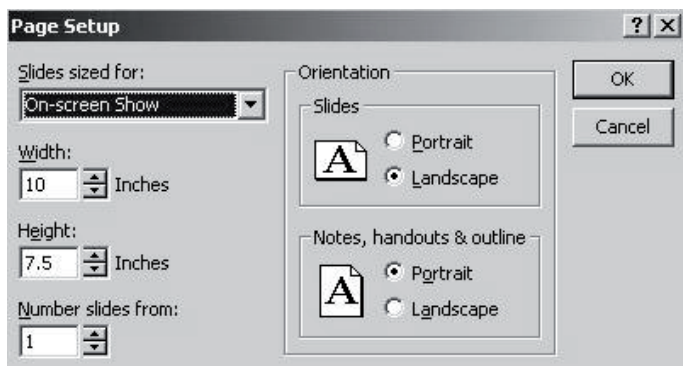 Page Setup
Slides sized for:
On-screen Show
Width:
10 Inches
Height:
7.5 Inches
Number slides from:
1
Orientation
Slides
A
Portrait
Landscape
Notes, handouts & outline
A
Portrait
Landscape
OK
Cancel